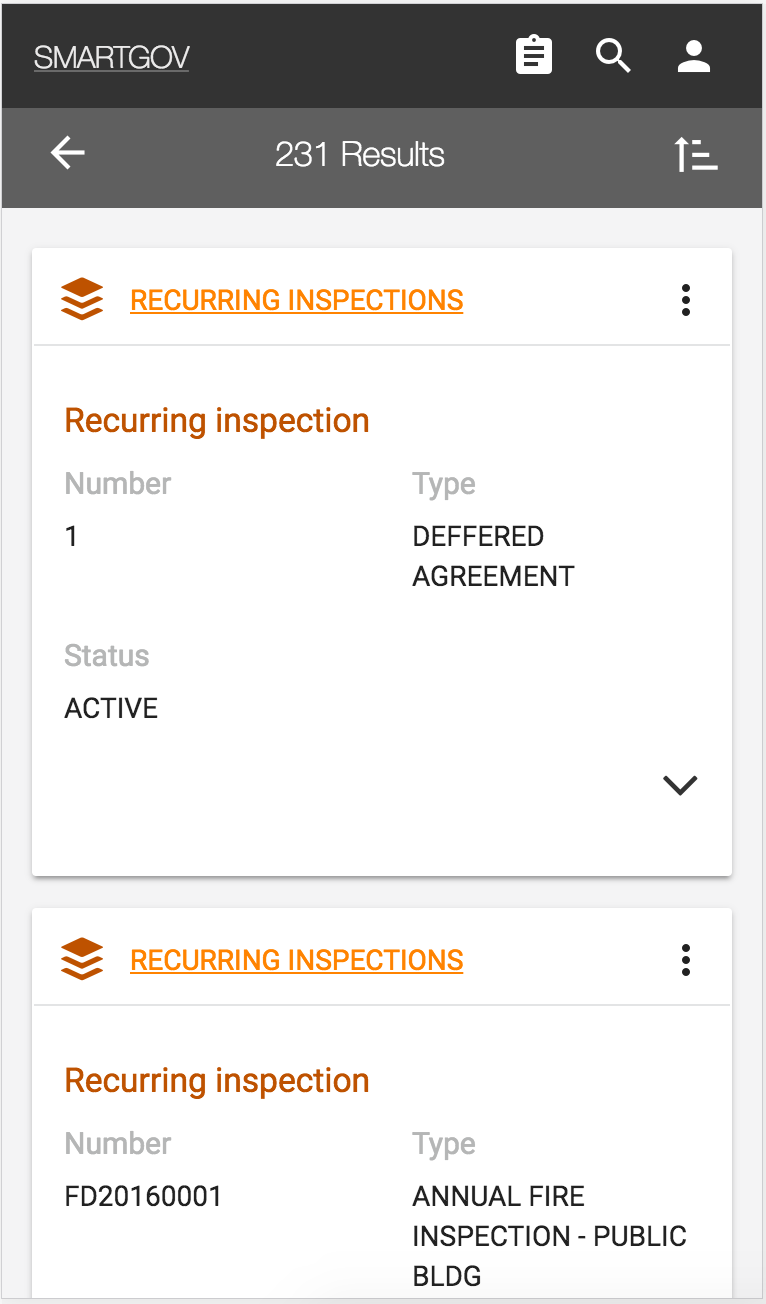 SMARTGOV
231 Results
RECURRING INSPECTIONS
Recurring inspection
Number Type
1 DEFFERED
AGREEMENT
Status
ACTIVE
RECURRING INSPECTIONS
Recurring inspection
Number Type
FD20160001 ANNUAL FIRE
INSPECTION - PUBLIC
BLDG